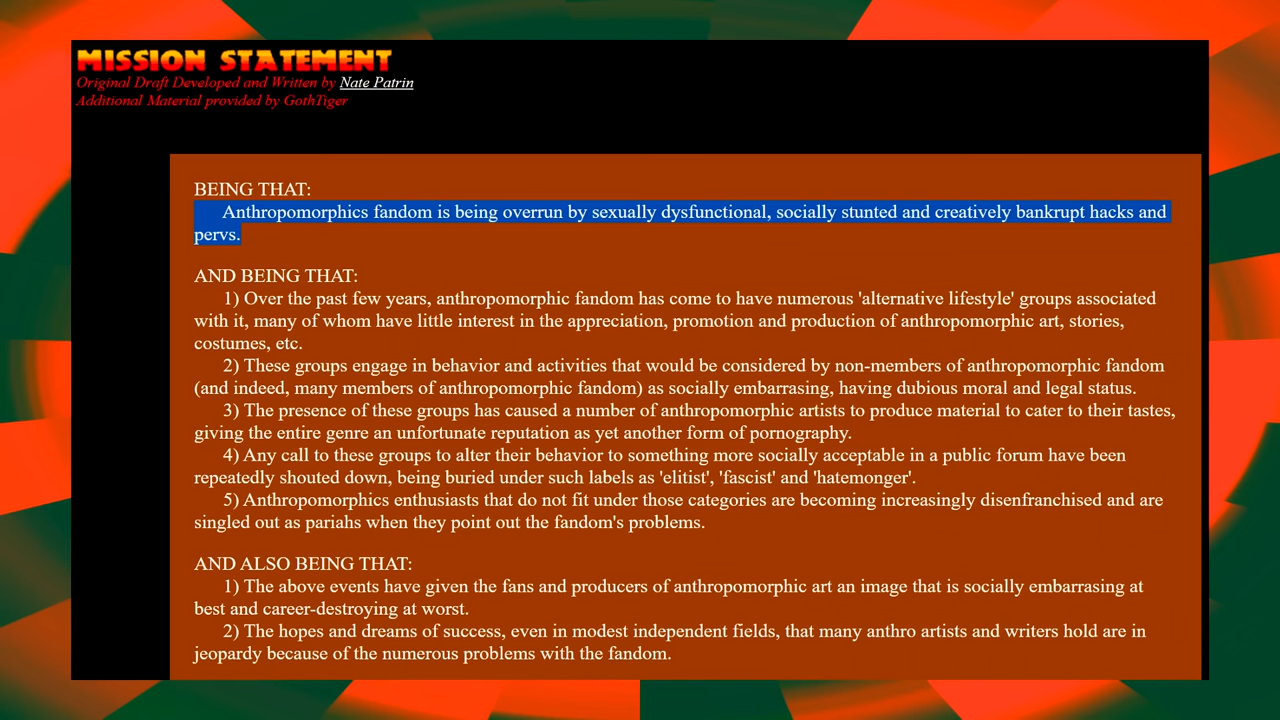 MISSION STATEMENT
Original Draft Developed and Written by Nate Patrin
Additional Material provided by GothTiger
BEING THAT:
Anthropomorphics fandom is being overrun by sexually dysfunctional, socially stunted and creatively bankrupt hacks and
pervs.
AND BEING THAT:
1) Over the past few years, anthropomorphic fandom has come to have numerous 'alternative lifestyle' groups associated
with it, many of whom have little interest in the appreciation, promotion and production of anthropomorphic art, stories,
costumes, etc.
2) These groups engage in behavior and activities that would be considered by non-members of anthropomorphic fandom
(and indeed, many members of anthropomorphic fandom) as socially embarrasing, having dubious moral and legal status.
3) The presence of these groups has caused a number of anthropomorphic artists to produce material to cater to their tastes,
giving the entire genre an unfortunate reputation as yet another form of pornography.
4) Any call to these groups to alter their behavior to something more socially acceptable in a public forum have been
repeatedly shouted down, being buried under such labels as 'elitist', 'fascist' and 'hatemonger'.
5) Anthropomorphics enthusiasts that do not fit under those categories are becoming increasingly disenfranchised and are
singled out as pariahs when they point out the fandom's problems.
AND ALSO BEING THAT:
1) The above events have given the fans and producers of anthropomorphic art an image that is socially embarrasing at
best and career-destroying at worst.
2) The hopes and dreams of success, even in modest independent fields, that many anthro artists and writers hold are in
jeopardy because of the numerous problems with the fandom.